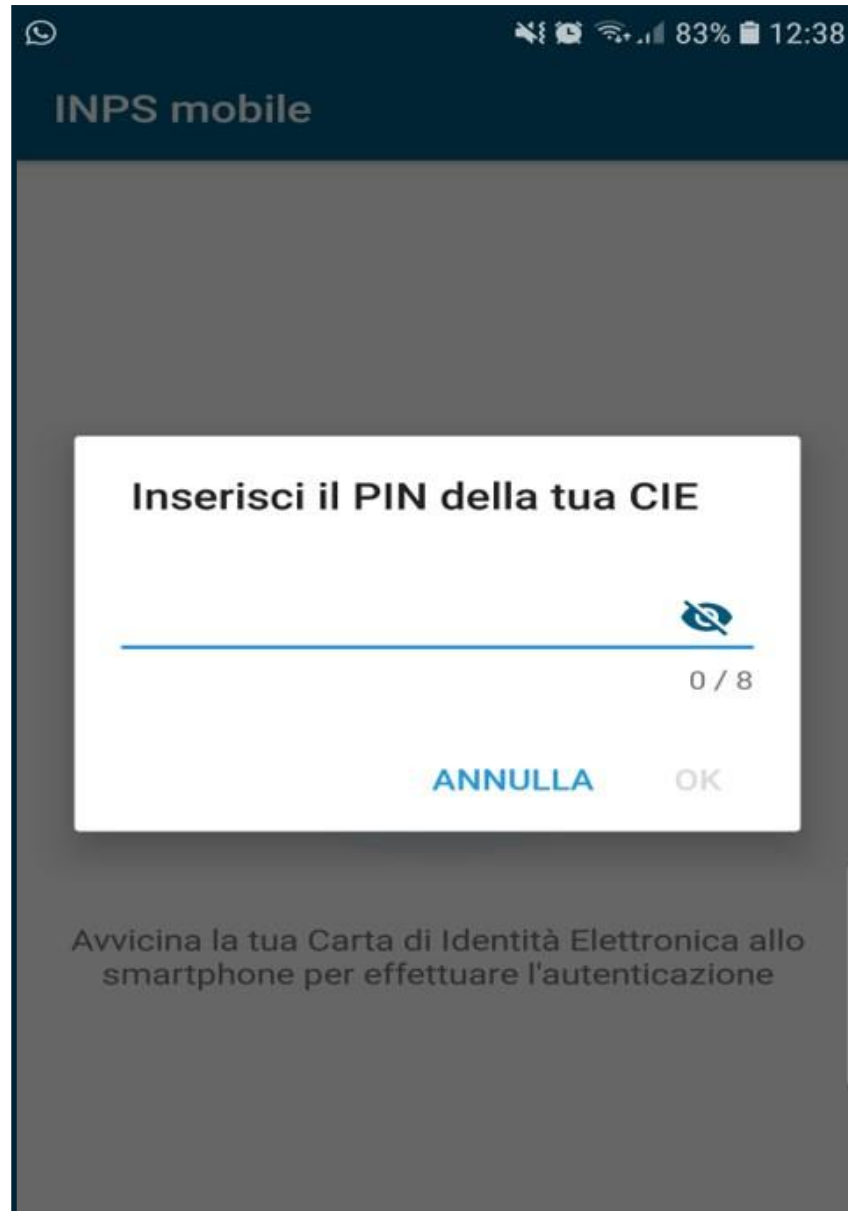 83% 12:38
INPS mobile
Inserisci il PIN della tua CIE
0 / 8
ANNULLA OK
Avvicina la tua Carta di Identità Elettronica allo
smartphone per effettuare l'autenticazione